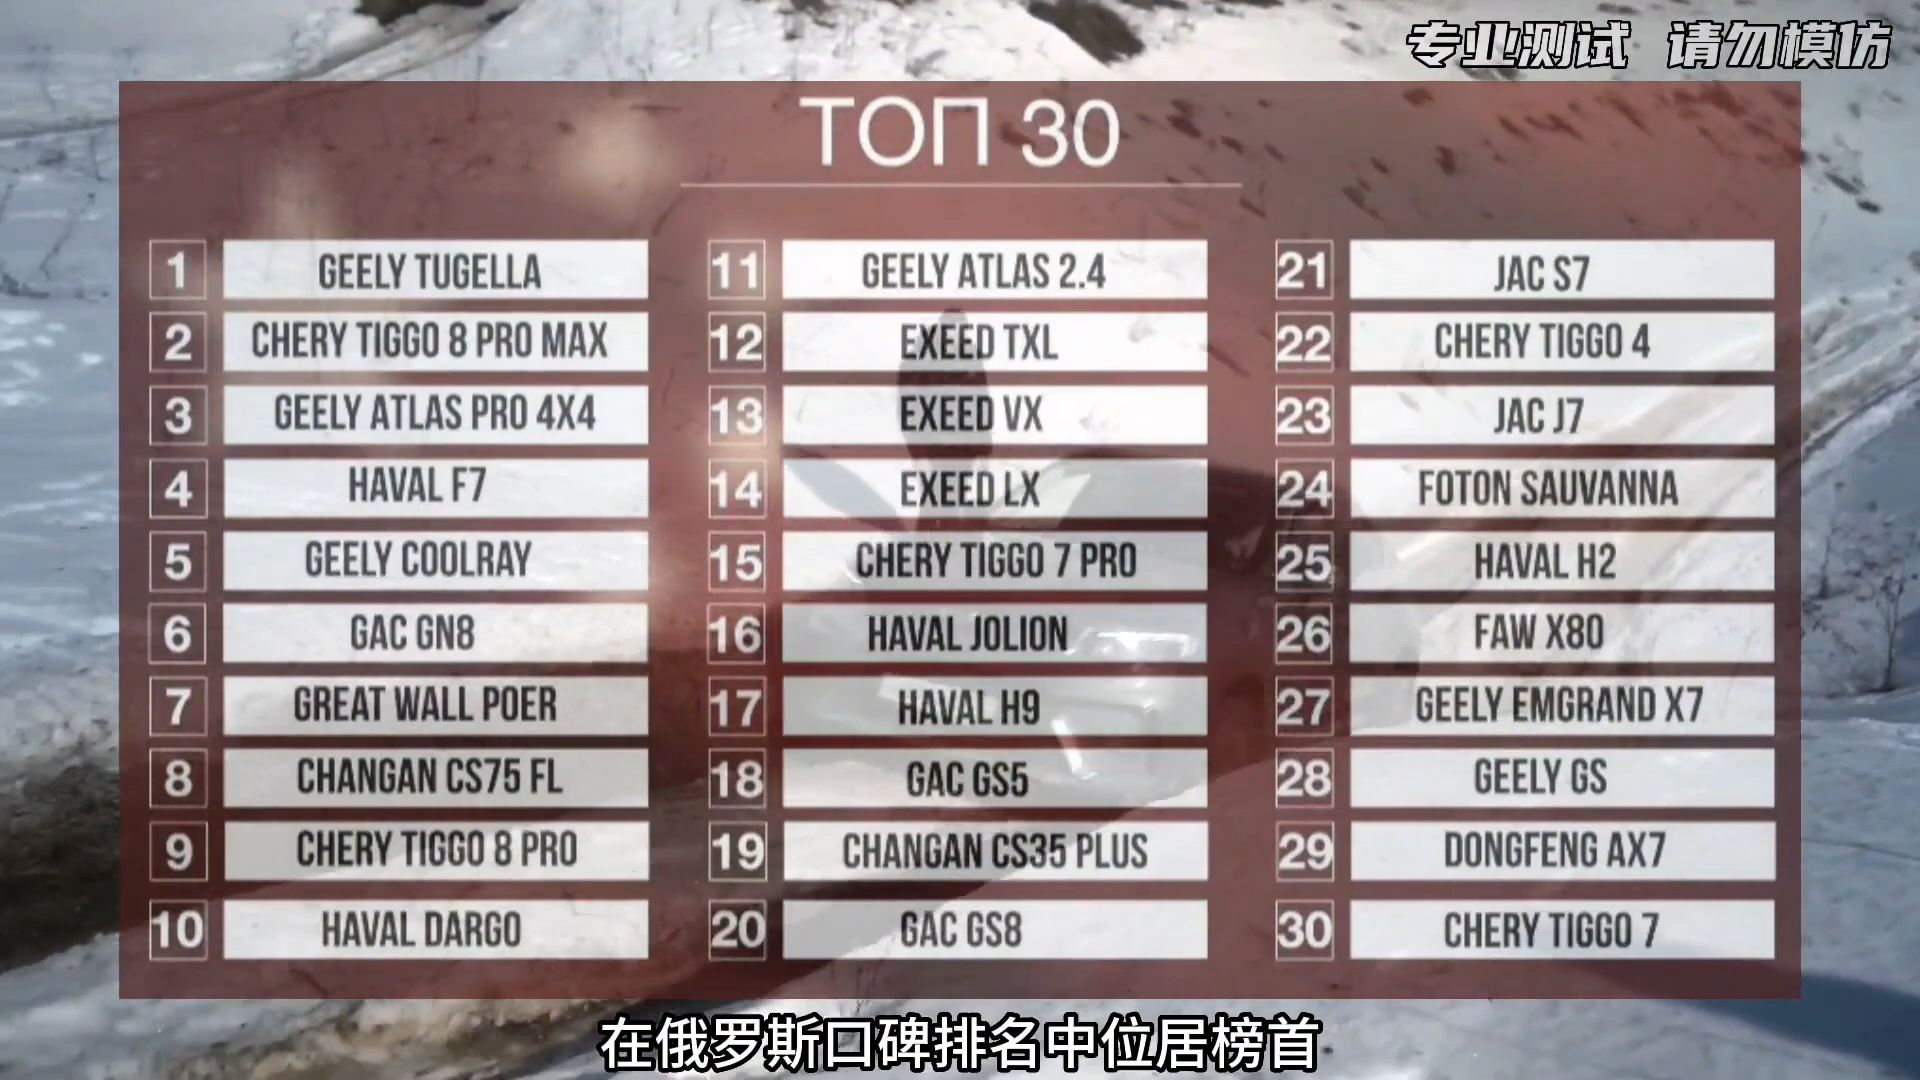 专业测试 请勿模仿
ТОП 30
1 GEELY TUGELLA
2 CHERY TIGGO 8 PRO MAX
3 GEELY ATLAS PRO 4X4
4 HAVAL F7
5 GEELY COOLRAY
6 GAC GN8
7 GREAT WALL POER
8 CHANGAN CS75 FL
9 CHERY TIGGO 8 PRO
10 HAVAL DARGO
11 GEELY ATLAS 2.4
12 EXEED TXL
13 EXEED VX
14 EXEED LX
15 CHERY TIGGO 7 PRO
16 HAVAL JOLION
17 HAVAL H9
18 GAC GS5
19 CHANGAN CS35 PLUS
20 GAC GS8
21 JAC S7
22 CHERY TIGGO 4
23 JAC J7
24 FOTON SAUVANNA
25 HAVAL H2
26 FAW X80
27 GEELY EMGRAND X7
28 GEELY GS
29 DONGFENG AX7
30 CHERY TIGGO 7
在俄罗斯口碑排名中位居榜首